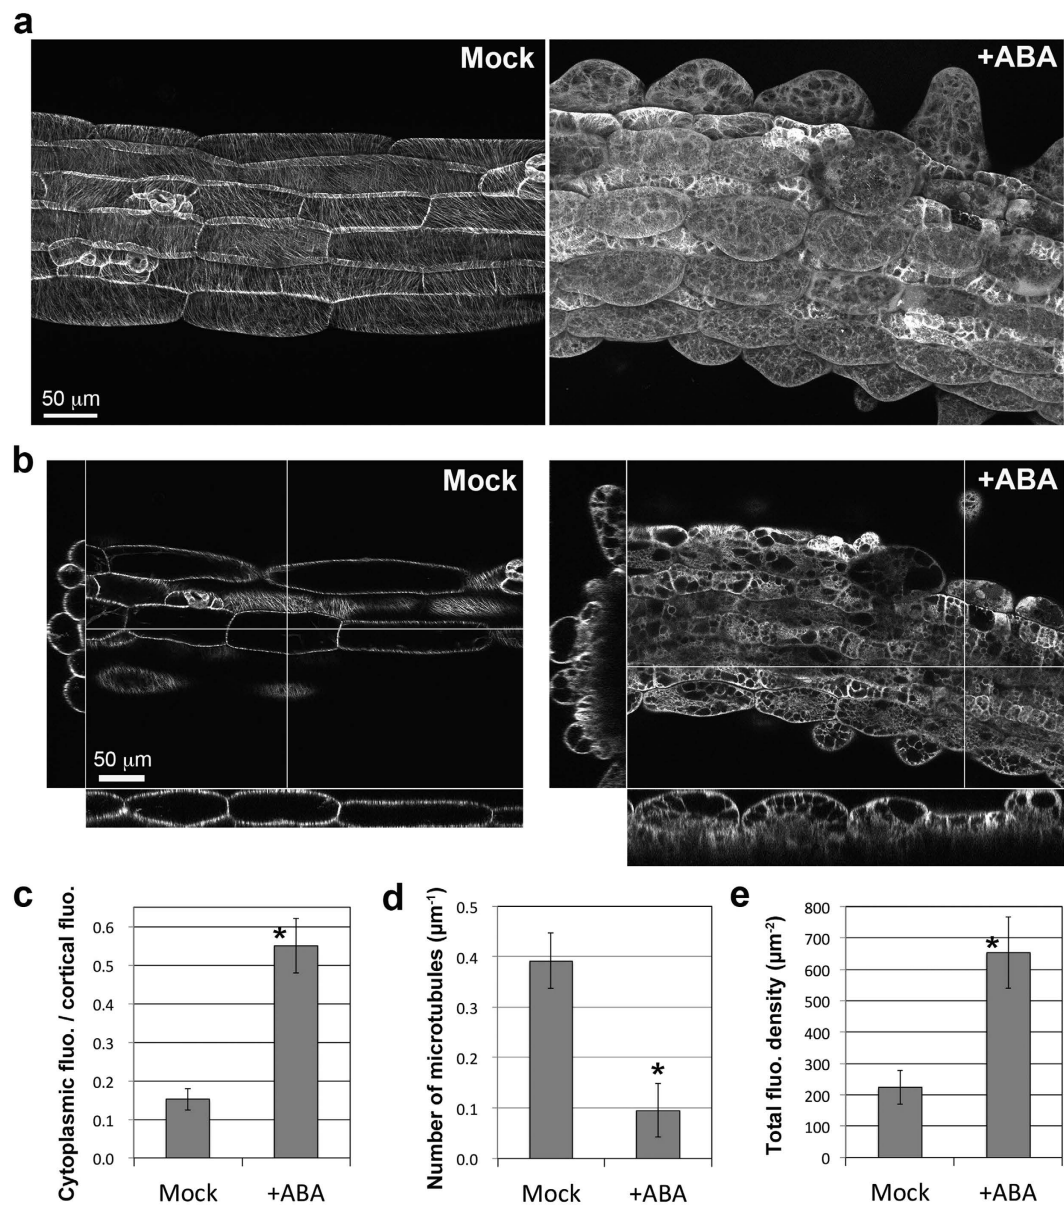 a
Mock
+ABA
50 μm
b
Mock
+ABA
50 μm
c
Cytoplasmic fluo. / cortical fluo.
0.6
0.5
0.4
0.3
0.2
0.1
0.0
*
Mock
+ABA
d
Number of microtubules (μm⁻¹)
0.5
0.4
0.3
0.2
0.1
0.0
*
Mock
+ABA
e
Total fluo. density (μm⁻²)
800
700
600
500
400
300
200
100
0
*
Mock
+ABA